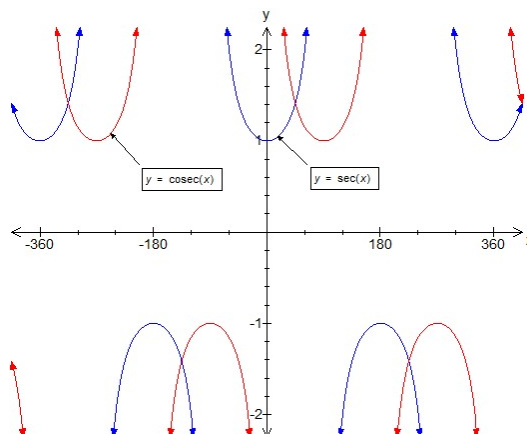 y
2
1
y = cosec(x)
y = sec(x)
-360
-180
180
360
-1
-2